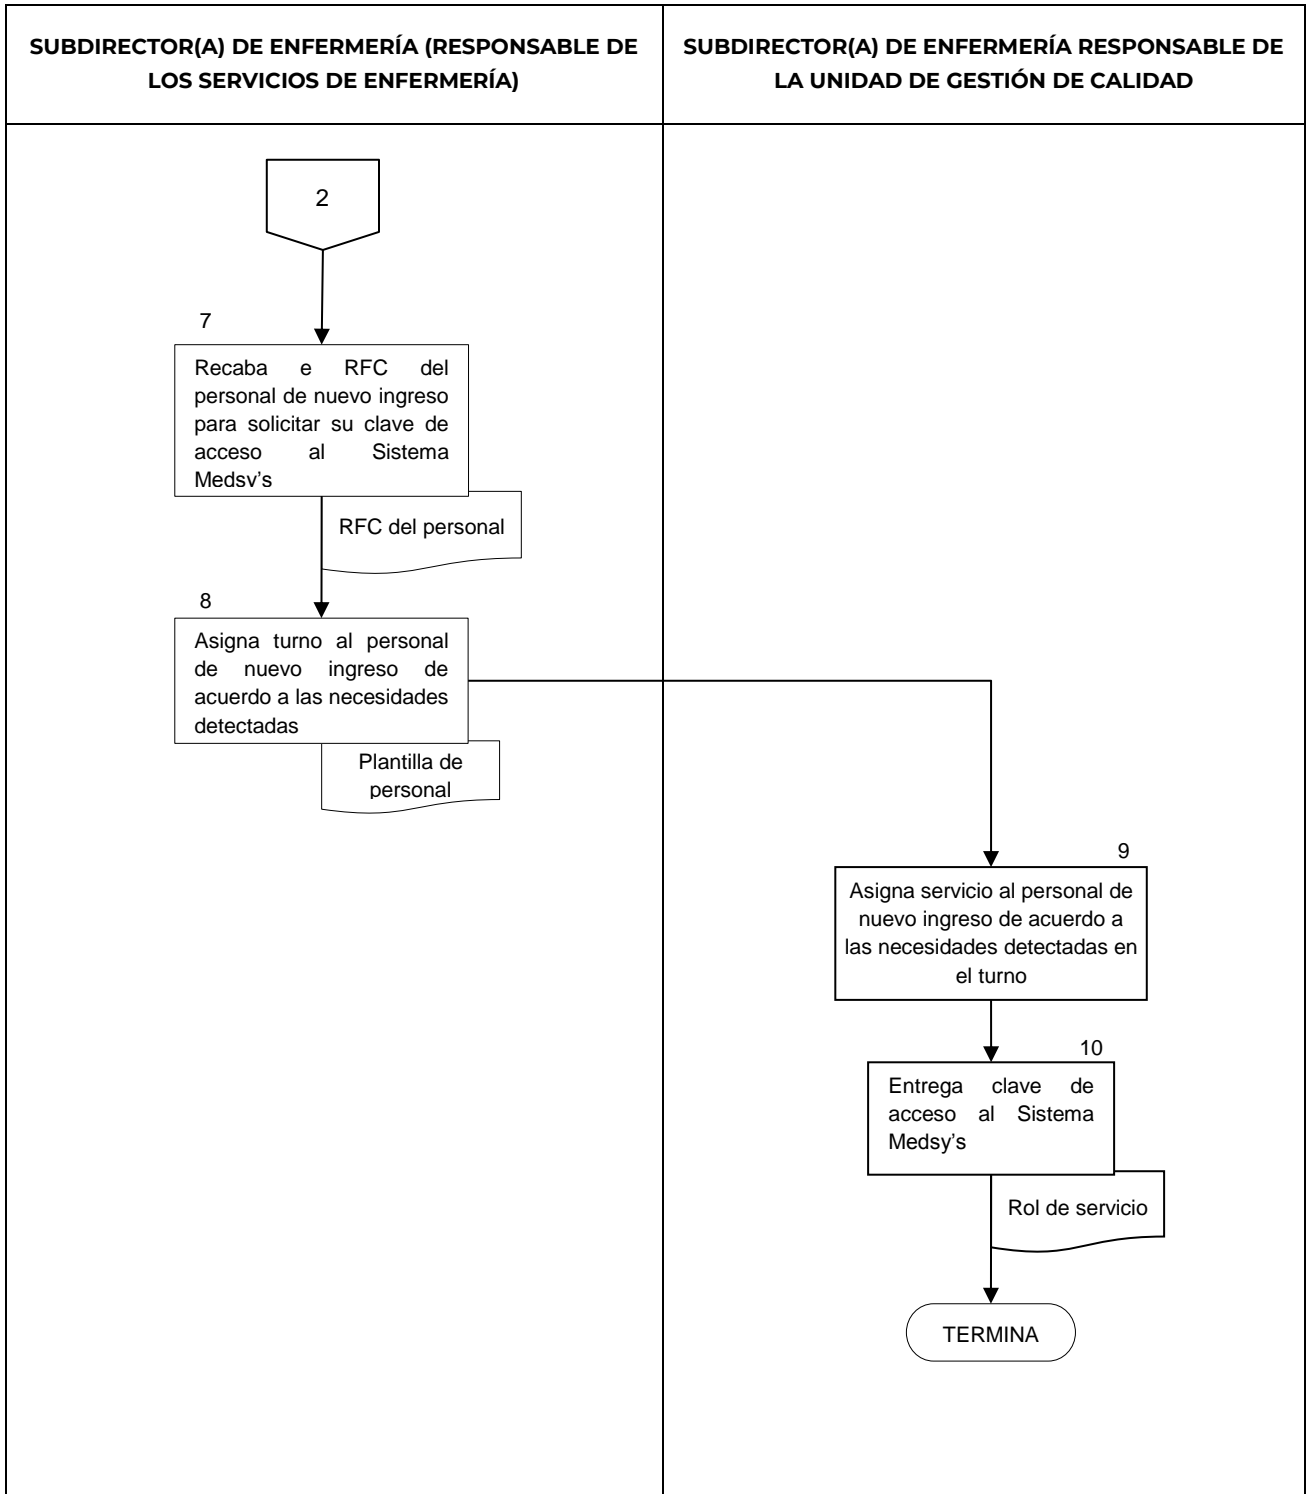 SUBDIRECTOR(A) DE ENFERMERÍA (RESPONSABLE DE
LOS SERVICIOS DE ENFERMERÍA)
SUBDIRECTOR(A) DE ENFERMERÍA RESPONSABLE DE
LA UNIDAD DE GESTIÓN DE CALIDAD
2
7
Recaba e RFC del
personal de nuevo ingreso
para solicitar su clave de
acceso al Sistema
Medsy's
RFC del personal
8
Asigna turno al personal
de nuevo ingreso de
acuerdo a las necesidades
detectadas
Plantilla de
personal
9
Asigna servicio al personal de
nuevo ingreso de acuerdo a
las necesidades detectadas en
el turno
10
Entrega clave de
acceso al Sistema
Medsy's
Rol de servicio
TERMINA